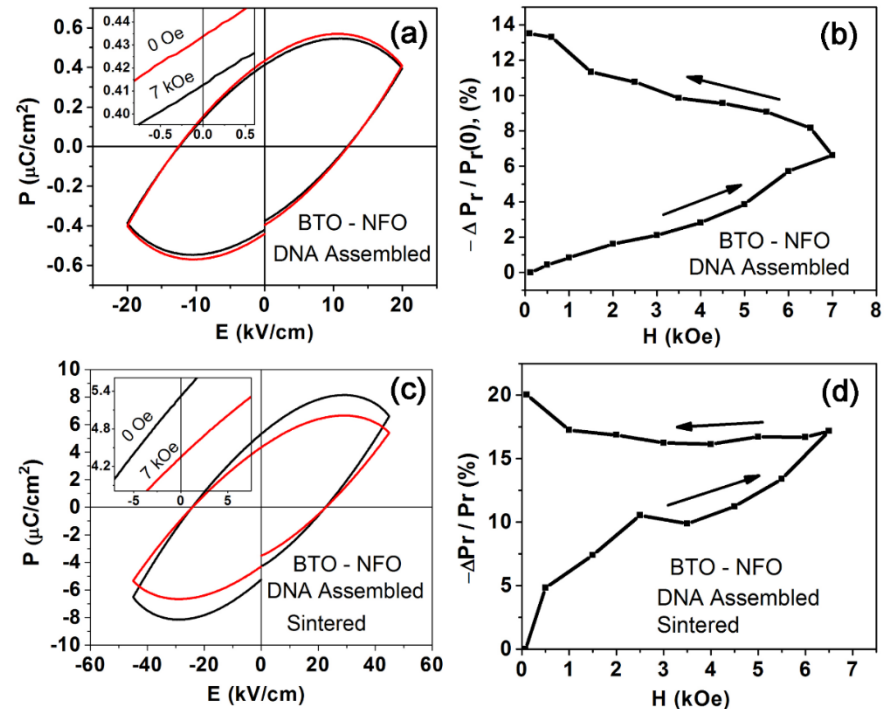 (a)
0.44
0.43
0.42
0.41
0.40
0 Oe
7 kOe
-0.5 0.0 0.5
0.6
0.4
0.2
0.0
-0.2
-0.4
-0.6
P (μC/cm²)
BTO - NFO
DNA Assembled
-20 -10 0 10 20
E (kV/cm)
(b)
14
12
10
8
6
4
2
0
− Δ Pr / Pr(0), (%)
BTO - NFO
DNA Assembled
0 1 2 3 4 5 6 7 8
H (kOe)
(c)
5.4
4.8
4.2
0 Oe
7 kOe
-5 0 5
10
8
6
4
2
0
-2
-4
-6
-8
-10
P (μC/cm²)
BTO - NFO
DNA Assembled
Sintered
-60 -40 -20 0 20 40 60
E (kV/cm)
(d)
20
15
10
5
0
-ΔPr / Pr (%)
BTO - NFO
DNA Assembled
Sintered
0 1 2 3 4 5 6 7
H (kOe)